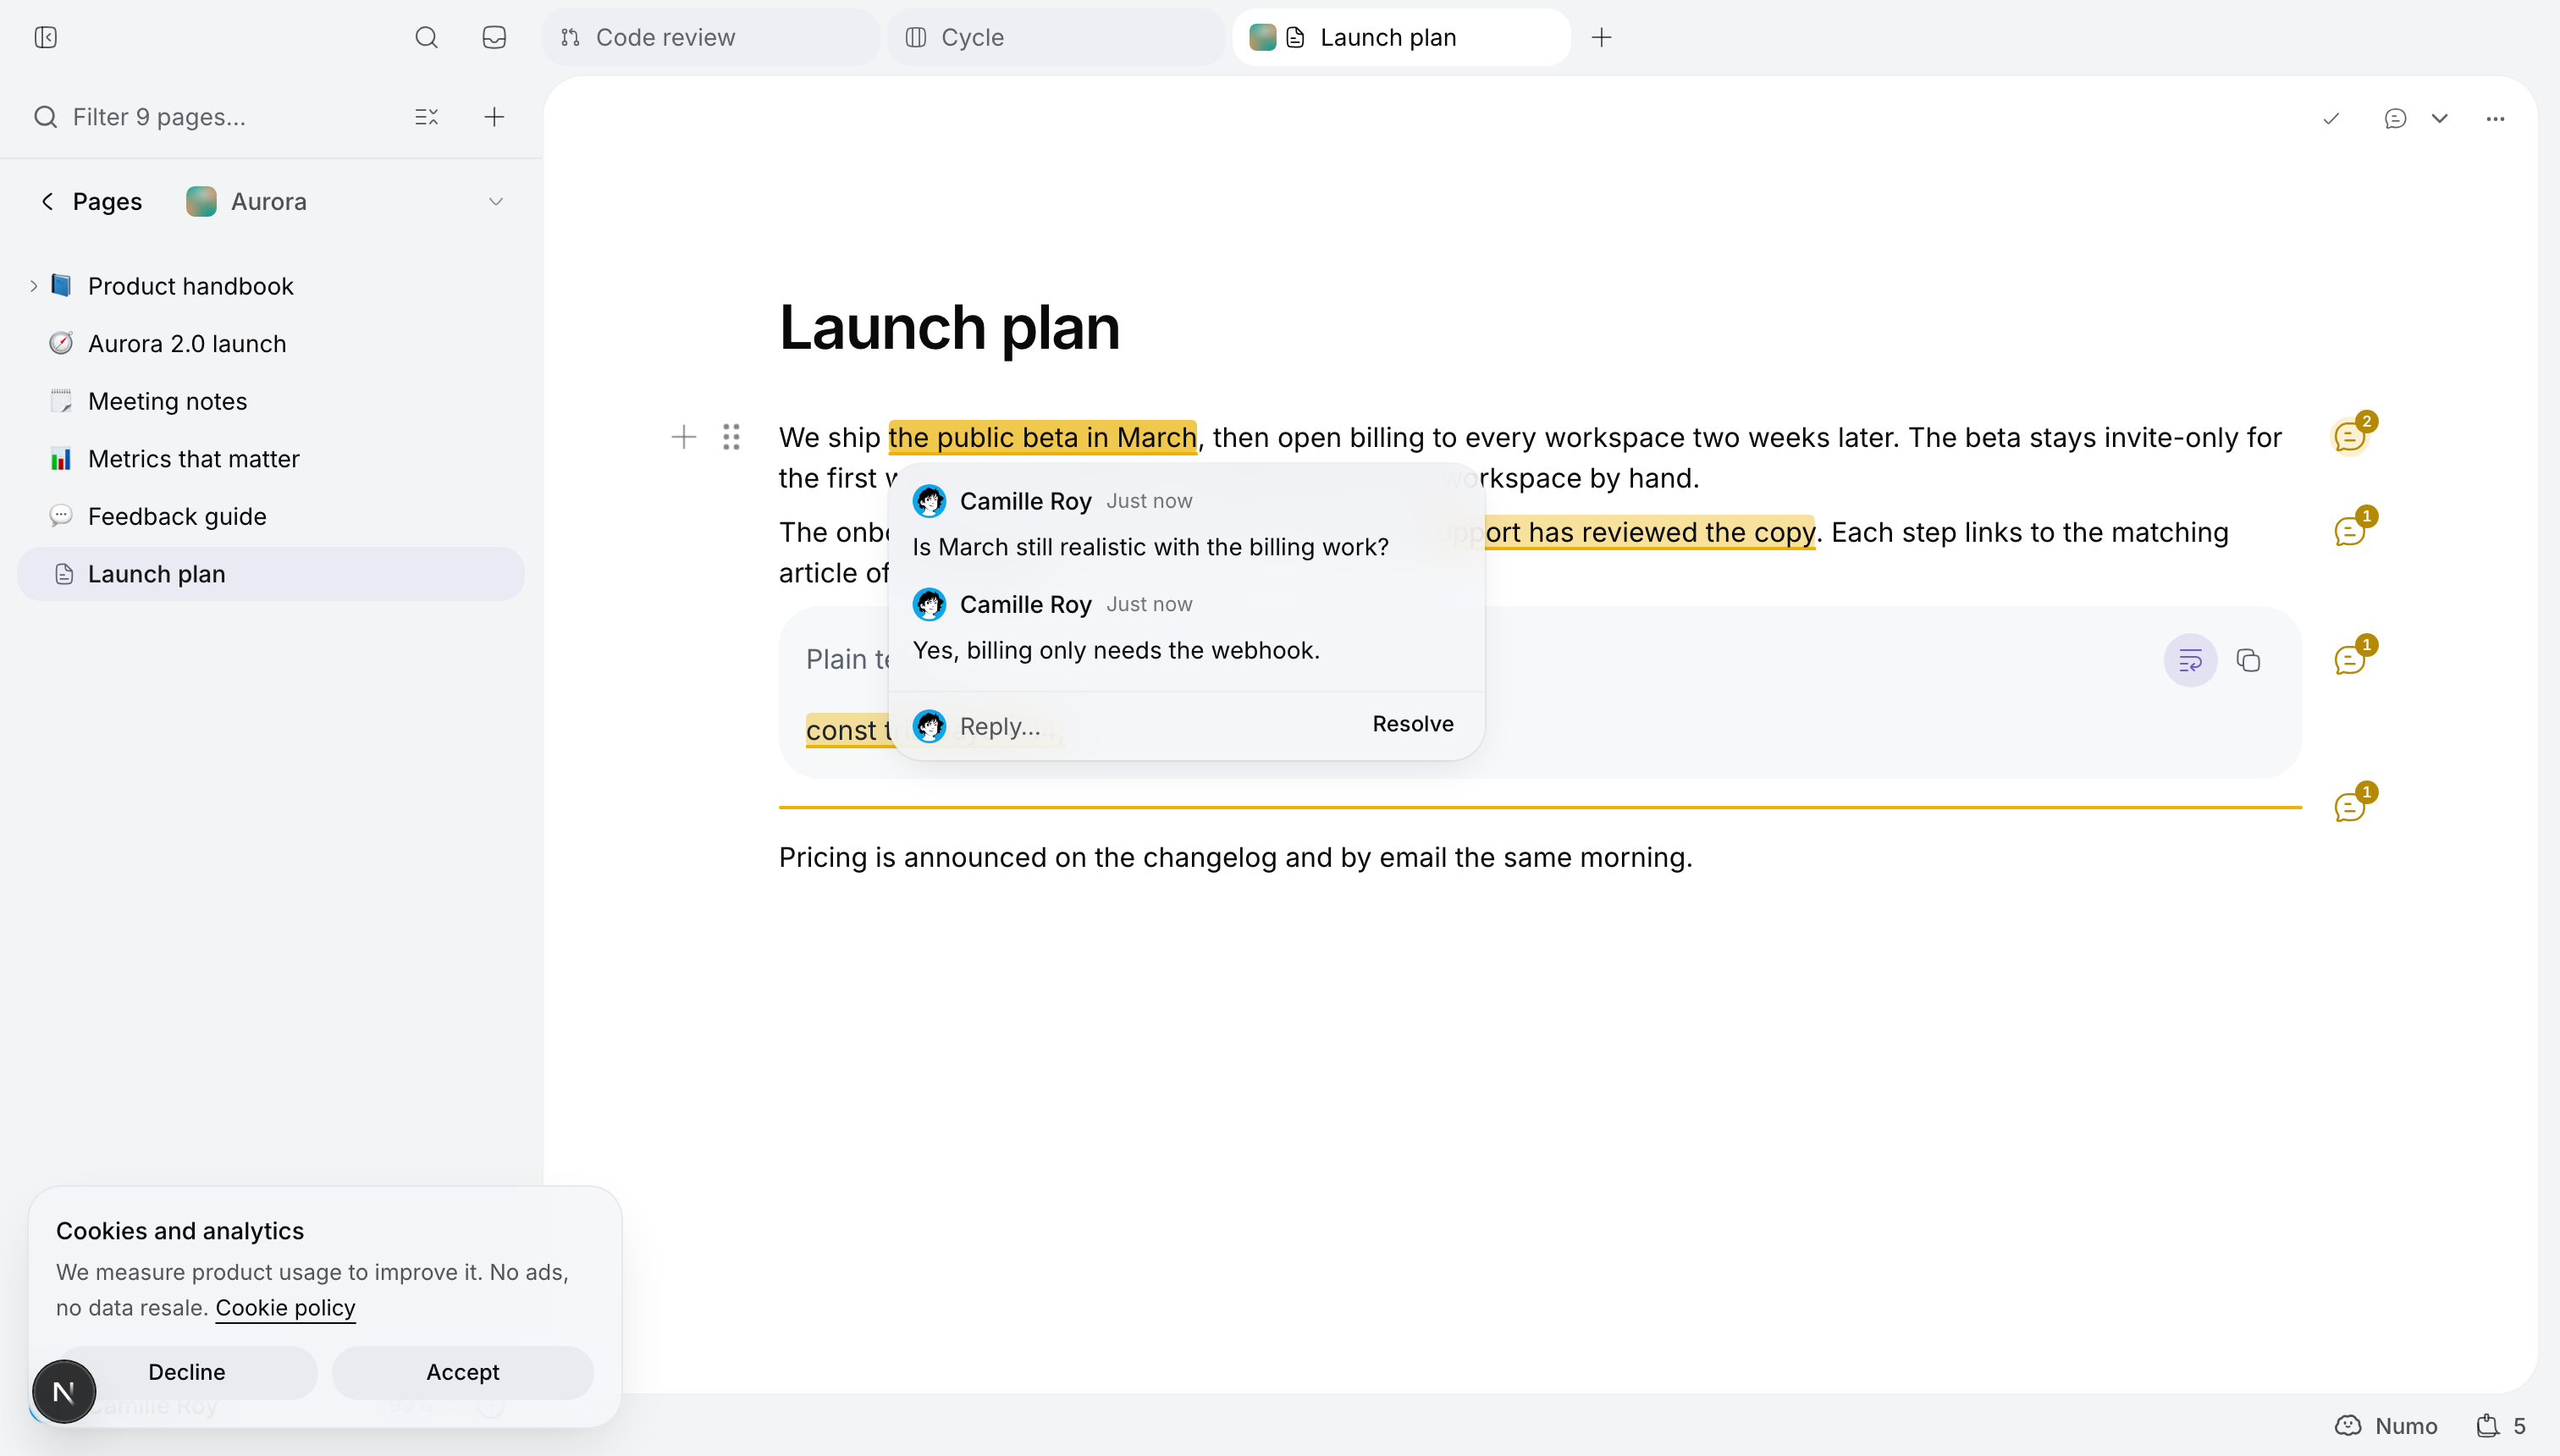 Code review
Cycle
Launch plan
Filter 9 pages...
Pages
Aurora
Product handbook
Aurora 2.0 launch
Meeting notes
Metrics that matter
Feedback guide
Launch plan
Launch plan
We ship the public beta in March, then open billing to every workspace two weeks later. The beta stays invite-only for
the first workspace by hand.
The support has reviewed the copy. Each step links to the matching
article of
Plain
const
Camille Roy Just now
Is March still realistic with the billing work?
Camille Roy Just now
Yes, billing only needs the webhook.
Reply...
Resolve
2
1
1
1
Pricing is announced on the changelog and by email the same morning.
Cookies and analytics
We measure product usage to improve it. No ads,
no data resale. Cookie policy
Decline
Accept
N
Camille Roy
Numo
5